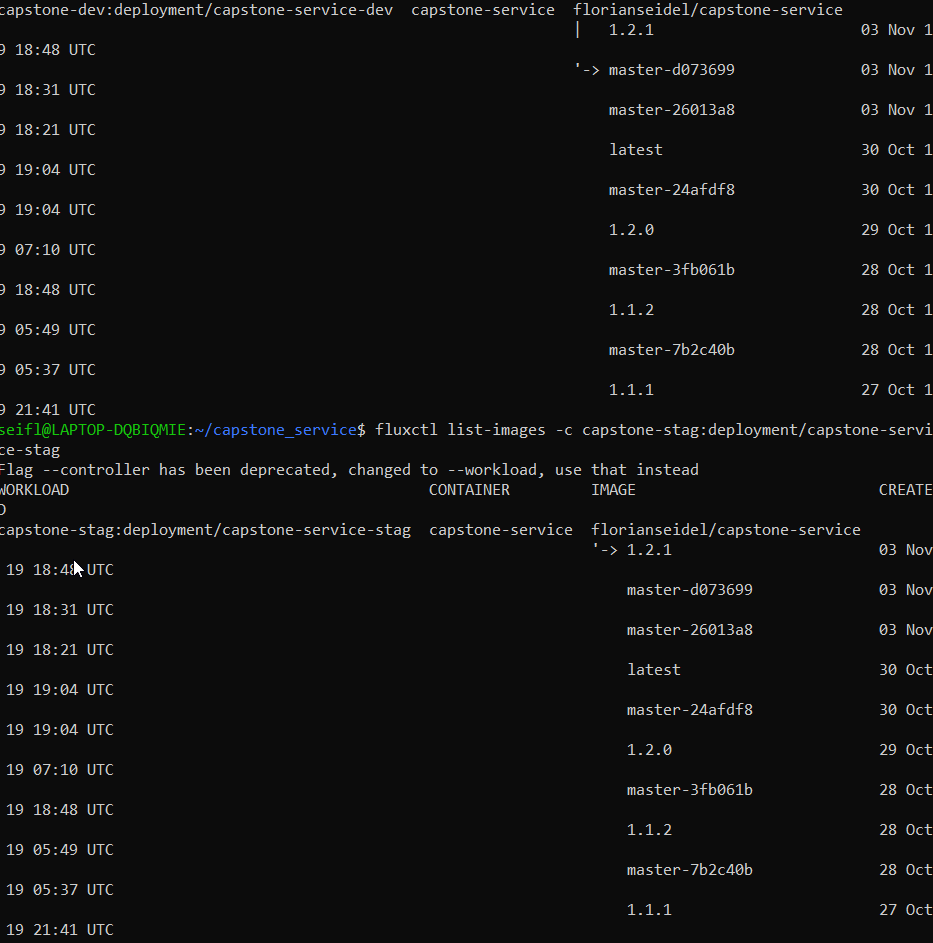 capstone-dev:deployment/capstone-service-dev  capstone-service  florianseidel/capstone-service
|   1.2.1                       03 Nov 1
9 18:48 UTC
'-> master-d073699              03 Nov 1
9 18:31 UTC
master-26013a8              03 Nov 1
9 18:21 UTC
latest                      30 Oct 1
9 19:04 UTC
master-24afdf8              30 Oct 1
9 19:04 UTC
1.2.0                       29 Oct 1
9 07:10 UTC
master-3fb061b              28 Oct 1
9 18:48 UTC
1.1.2                       28 Oct 1
9 05:49 UTC
master-7b2c40b              28 Oct 1
9 05:37 UTC
1.1.1                       27 Oct 1
9 21:41 UTC
seifl@LAPTOP-DQBIQMIE:~/capstone_service$ fluxctl list-images -c capstone-stag:deployment/capstone-servi
ce-stag
Flag --controller has been deprecated, changed to --workload, use that instead
WORKLOAD                                        CONTAINER         IMAGE                           CREATE
D
capstone-stag:deployment/capstone-service-stag  capstone-service  florianseidel/capstone-service
'-> 1.2.1                       03 Nov
19 18:48 UTC
master-d073699              03 Nov
19 18:31 UTC
master-26013a8              03 Nov
19 18:21 UTC
latest                      30 Oct
19 19:04 UTC
master-24afdf8              30 Oct
19 19:04 UTC
1.2.0                       29 Oct
19 07:10 UTC
master-3fb061b              28 Oct
19 18:48 UTC
1.1.2                       28 Oct
19 05:49 UTC
master-7b2c40b              28 Oct
19 05:37 UTC
1.1.1                       27 Oct
19 21:41 UTC